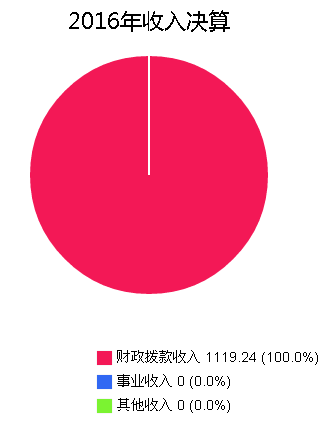 2016年收入决算
财政拨款收入 1119.24 (100.0%)
事业收入 0 (0.0%)
其他收入 0 (0.0%)